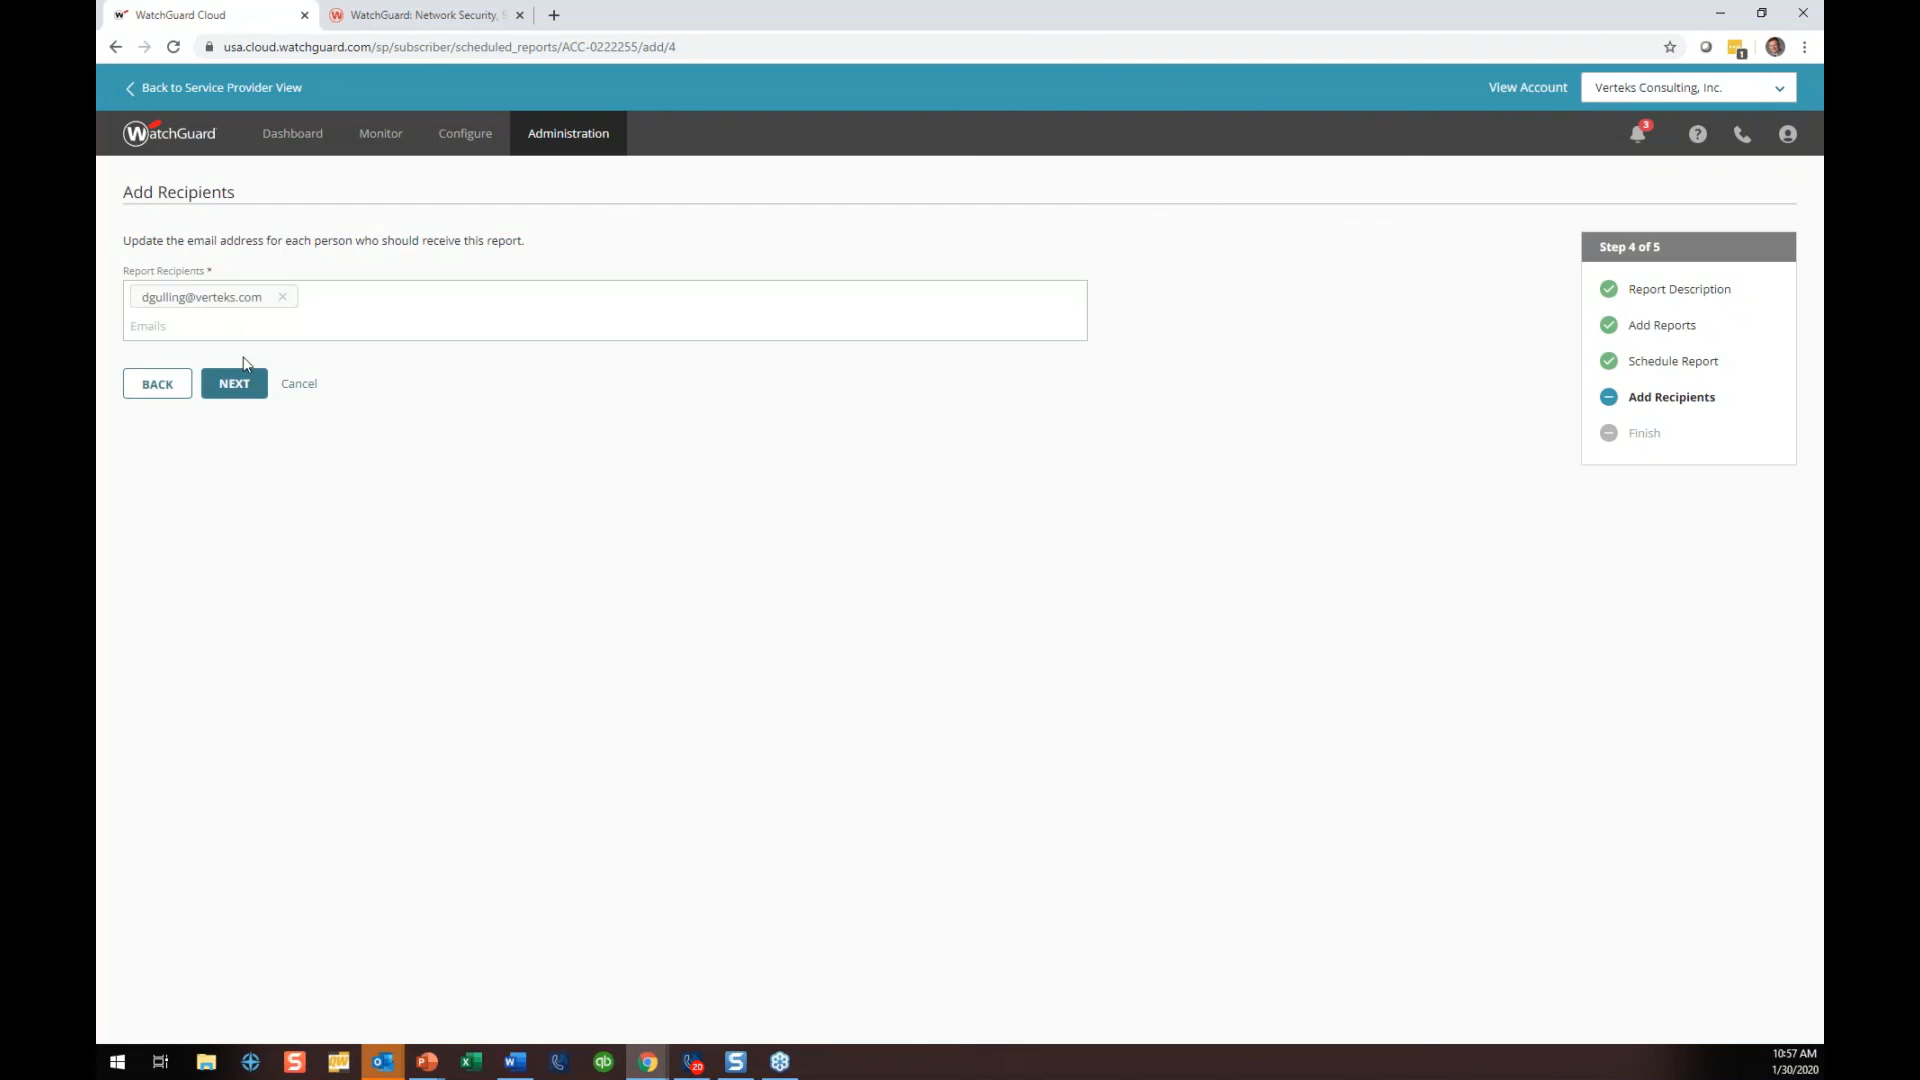 WatchGuard Cloud
WatchGuard: Network Security, S
usa.cloud.watchguard.com/sp/subscriber/scheduled_reports/ACC-0222255/add/4
1
Back to Service Provider View
View Account
Verteks Consulting, Inc.
WatchGuard
Dashboard
Monitor
Configure
Administration
3
Add Recipients
Update the email address for each person who should receive this report.
Report Recipients *
dgulling@verteks.com
Emails
BACK
NEXT
Cancel
Step 4 of 5
Report Description
Add Reports
Schedule Report
Add Recipients
Finish
20
10:57 AM
1/30/2020